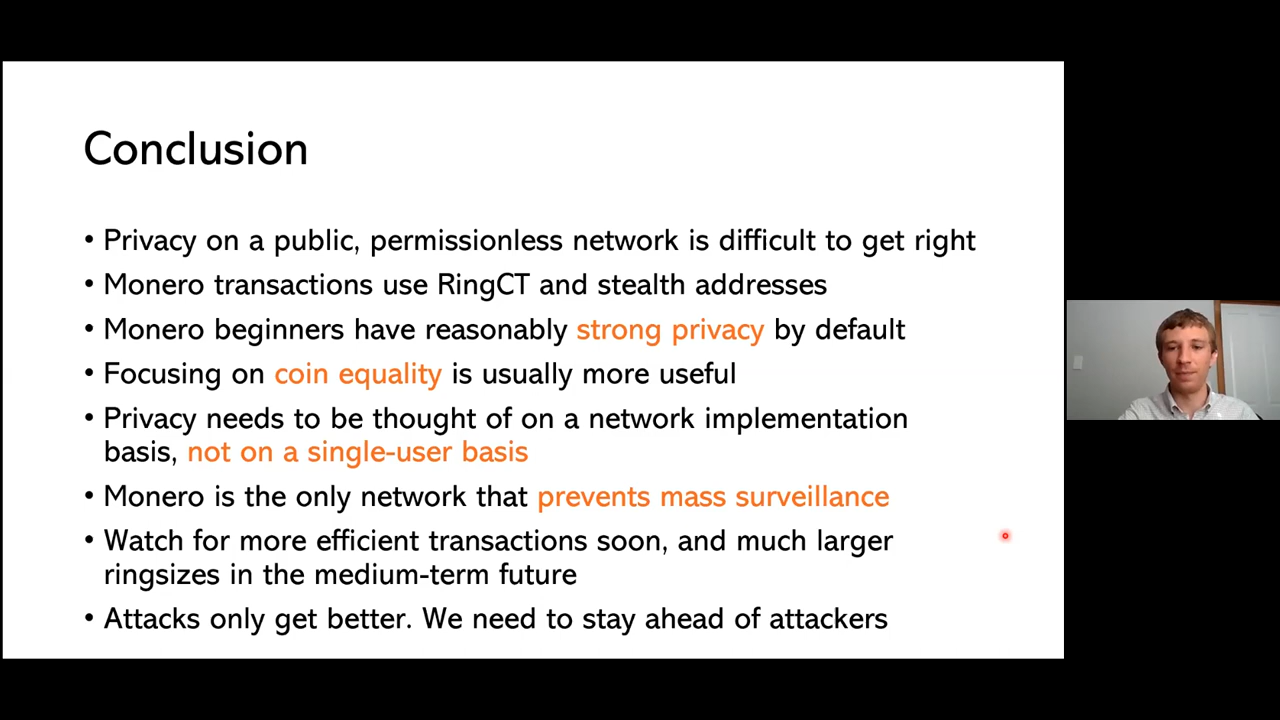 Conclusion
• Privacy on a public, permissionless network is difficult to get right
• Monero transactions use RingCT and stealth addresses
• Monero beginners have reasonably strong privacy by default
• Focusing on coin equality is usually more useful
• Privacy needs to be thought of on a network implementation
basis, not on a single-user basis
• Monero is the only network that prevents mass surveillance
• Watch for more efficient transactions soon, and much larger
ringsizes in the medium-term future
• Attacks only get better. We need to stay ahead of attackers